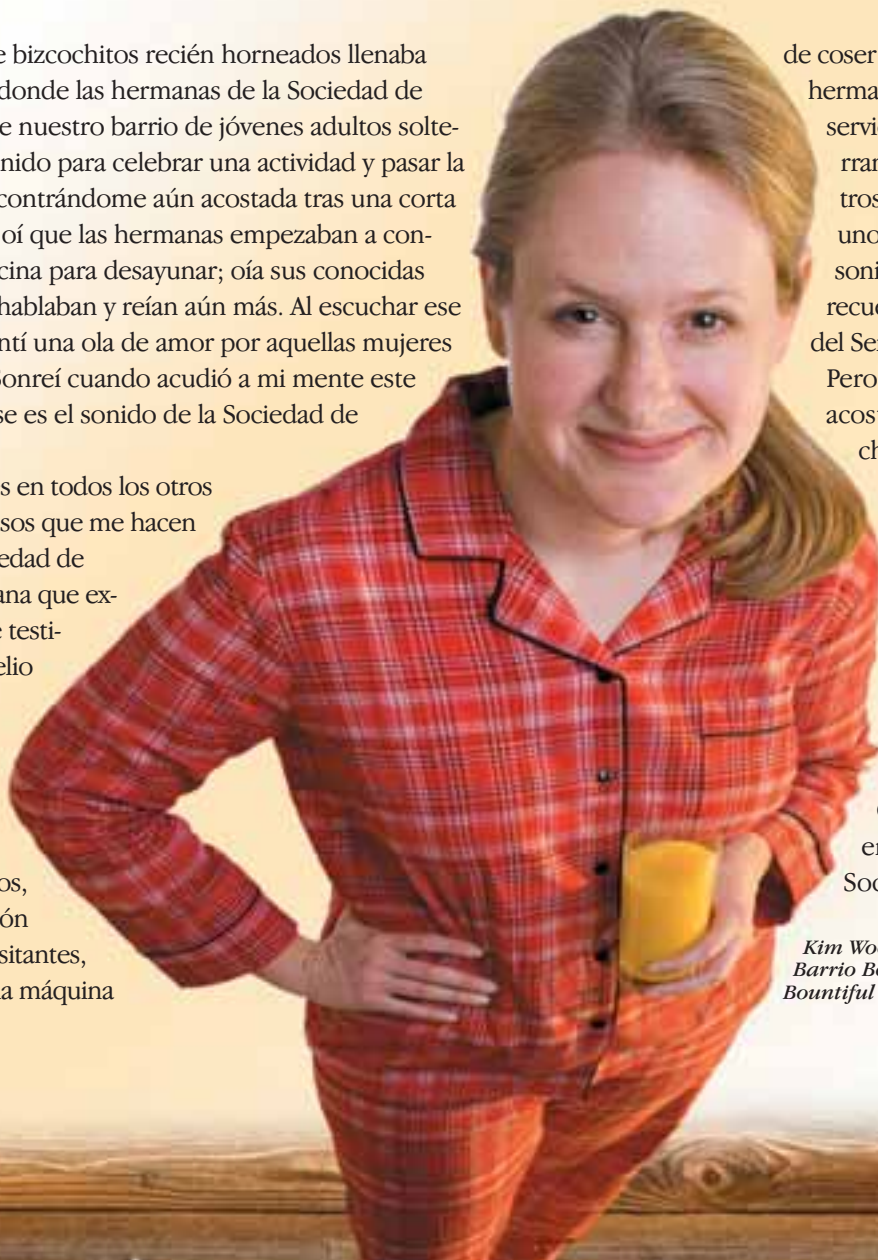 e bizcochitos recién horneados llenaba
donde las hermanas de la Sociedad de
e nuestro barrio de jóvenes adultos solte-
nido para celebrar una actividad y pasar la
contrándome aún acostada tras una corta
oí que las hermanas empezaban a con-
cina para desayunar; oía sus conocidas
hablaban y reían aún más. Al escuchar ese
ntí una ola de amor por aquellas mujeres
Sonreí cuando acudió a mi mente este
se es el sonido de la Sociedad de
s en todos los otros
sos que me hacen
edad de
ana que ex-
e testi-
elio
os,
ón
sitantes,
a máquina
de coser
herma
servic
rran
tros
uno
soni
recue
del Se
Pero
acost
ch
en
Soc
Kim Wo
Barrio B
Bountiful